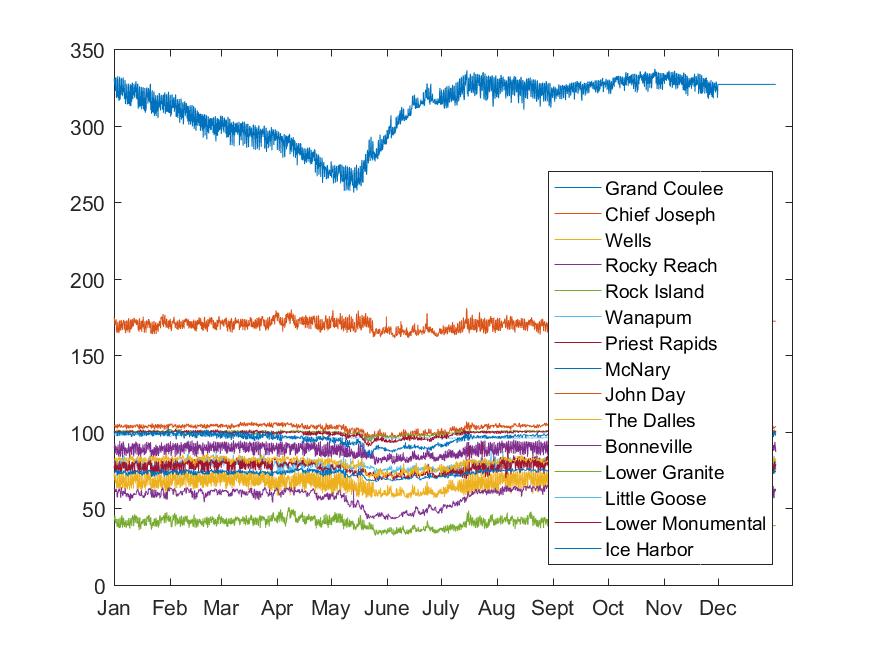 350
300
250
200
150
100
50
0
Jan Feb Mar Apr May June July Aug Sept Oct Nov Dec
Grand Coulee
Chief Joseph
Wells
Rocky Reach
Rock Island
Wanapum
Priest Rapids
McNary
John Day
The Dalles
Bonneville
Lower Granite
Little Goose
Lower Monumental
Ice Harbor